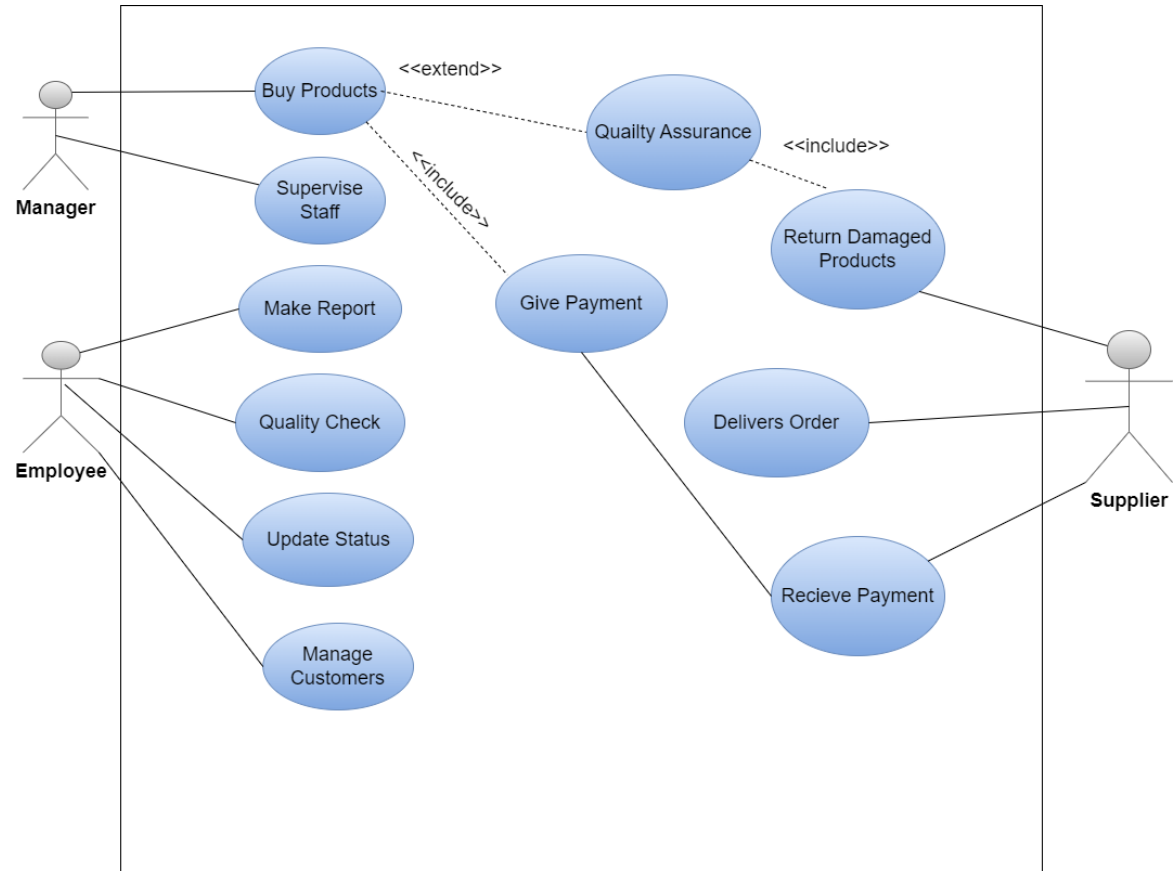 <<extend>>
Buy Products
Quailty Assurance
<<include>>
<<include>>
Manager
Supervise
Staff
Return Damaged
Products
Make Report
Give Payment
Quality Check
Delivers Order
Employee
Supplier
Update Status
Recieve Payment
Manage
Customers